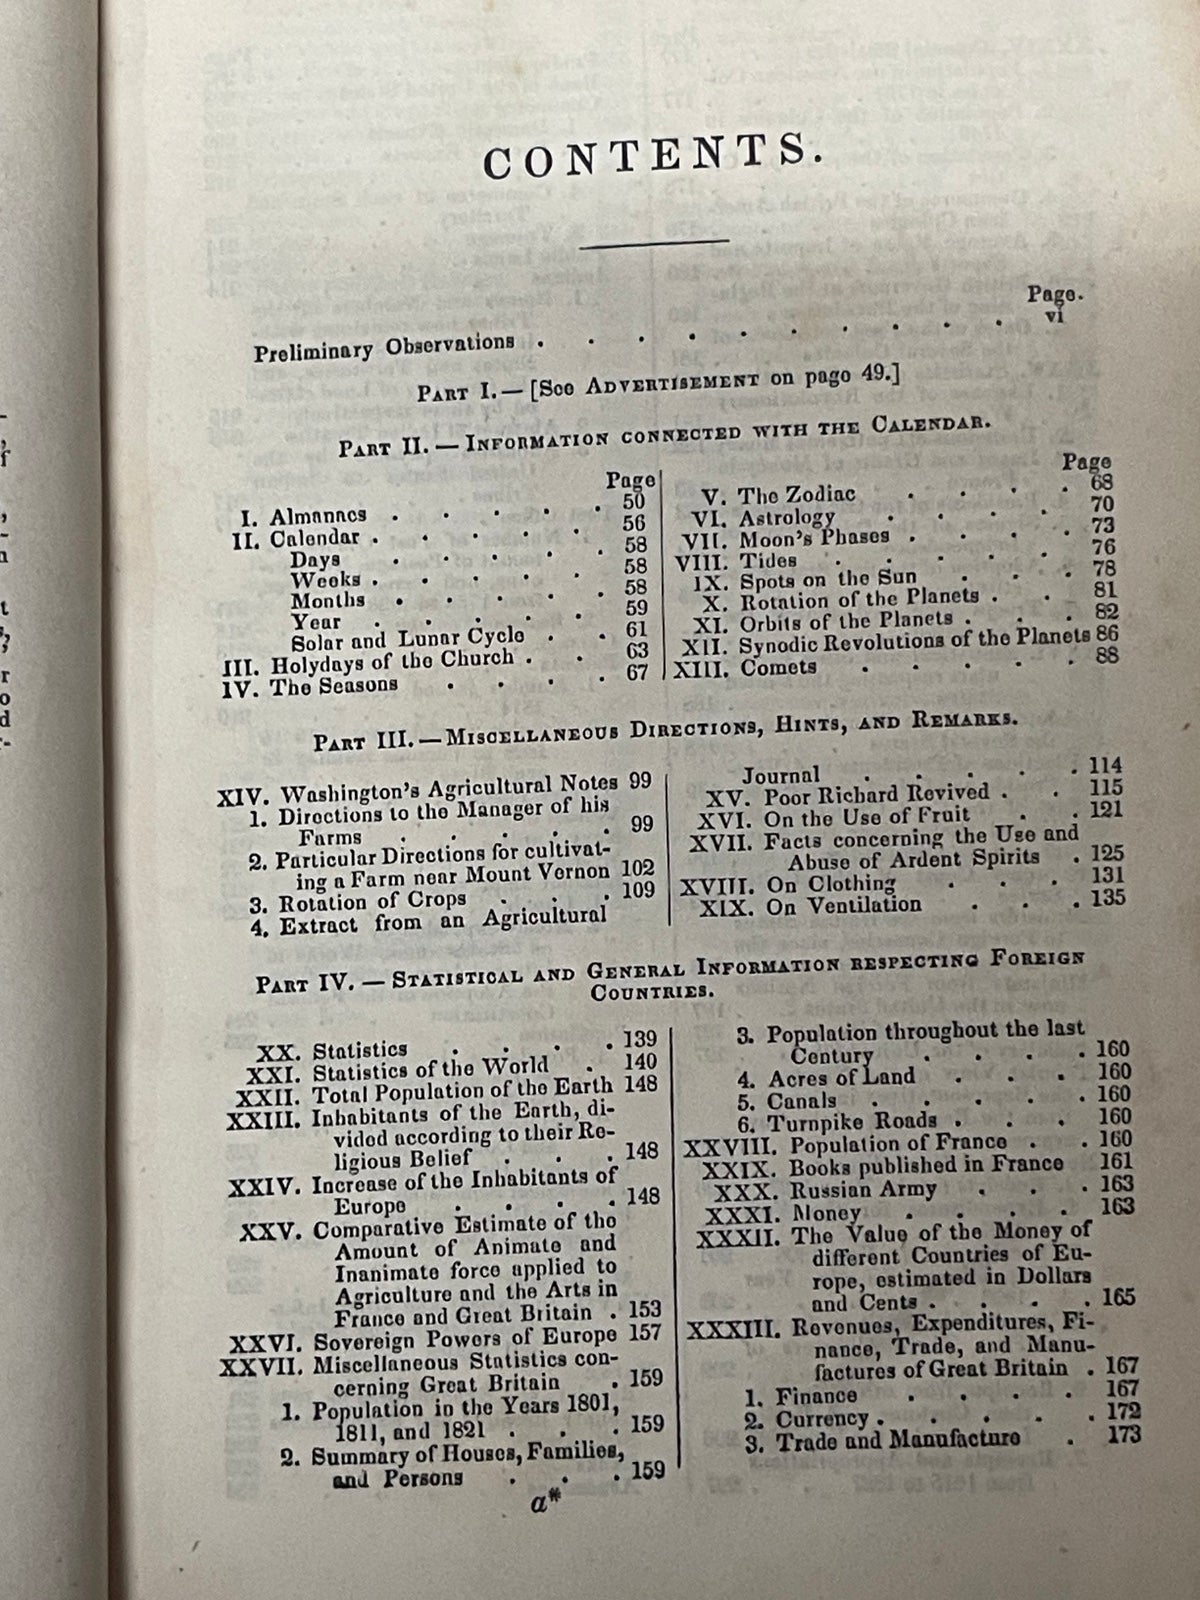 CONTENTS.
Page.
Preliminary Observations . . . . . . . . . . vi
PART I. — [See ADVERTISEMENT on page 49.]
PART II. — INFORMATION CONNECTED WITH THE CALENDAR.
Page
I. Almanacs . . . . . 50
II. Calendar . . . . . 56
Days . . . . . 58
Weeks . . . . . 58
Months . . . . . 58
Year . . . . . 59
Solar and Lunar Cycle . . 61
III. Holydays of the Church . . 63
IV. The Seasons . . . . 67
Page
V. The Zodiac . . . . 68
VI. Astrology . . . . 70
VII. Moon's Phases . . . . 73
VIII. Tides . . . . . 76
IX. Spots on the Sun . . . 78
X. Rotation of the Planets . . 81
XI. Orbits of the Planets . . . 82
XII. Synodic Revolutions of the Planets 86
XIII. Comets . . . . . 88
PART III. — MISCELLANEOUS DIRECTIONS, HINTS, AND REMARKS.
XIV. Washington's Agricultural Notes 99
1. Directions to the Manager of his
Farms . . . . . 99
2. Particular Directions for cultivat-
ing a Farm near Mount Vernon 102
3. Rotation of Crops . . . 109
4. Extract from an Agricultural
Journal . . . . . 114
XV. Poor Richard Revived . . 115
XVI. On the Use of Fruit . . 121
XVII. Facts concerning the Use and
Abuse of Ardent Spirits . 125
XVIII. On Clothing . . . 131
XIX. On Ventilation . . . 135
PART IV. — STATISTICAL AND GENERAL INFORMATION RESPECTING FOREIGN
COUNTRIES.
XX. Statistics . . . . 139
XXI. Statistics of the World . 140
XXII. Total Population of the Earth 148
XXIII. Inhabitants of the Earth, di-
vided according to their Re-
ligious Belief . . . 148
XXIV. Increase of the Inhabitants of
Europe . . . . 148
XXV. Comparative Estimate of the
Amount of Animate and
Inanimate force applied to
Agriculture and the Arts in
France and Great Britain . 153
XXVI. Sovereign Powers of Europe 157
XXVII. Miscellaneous Statistics con-
cerning Great Britain . 159
1. Population in the Years 1801,
1811, and 1821 . . . 159
2. Summary of Houses, Families,
and Persons . . . 159
3. Population throughout the last
Century . . . . 160
4. Acres of Land . . . 160
5. Canals . . . . . 160
6. Turnpike Roads . . . 160
XXVIII. Population of France . . 160
XXIX. Books published in France 161
XXX. Russian Army . . . 163
XXXI. Money . . . . 163
XXXII. The Value of the Money of
different Countries of Eu-
rope, estimated in Dollars
and Cents . . . . 165
XXXIII. Revenues, Expenditures, Fi-
nance, Trade, and Manu-
factures of Great Britain . 167
1. Finance . . . . 167
2. Currency . . . . . 172
3. Trade and Manufacture . 173
a*